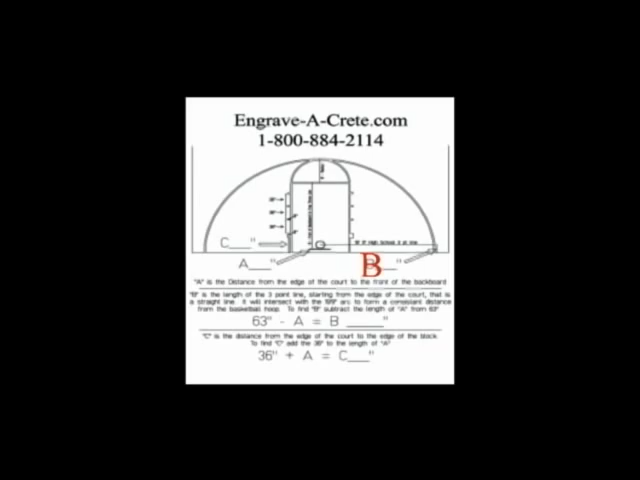 Engrave-A-Crete.com
1-800-884-2114
C___"
A___"
B___"
"A" is the Distance from the edge of the court to the front of the backboard
"B" is the length of the 3 point line, starting from the edge of the court, that is
a straight line. It will intersect with the 19'9" arc to form a consistant distance
from the basketball hoop. To find "B" subtract the length of "A" from 63"
63" - A = B _____"
"C" is the distance from the edge of the court to the edge of the block.
To find "C" add the 36" to the length of "A"
36" + A = C___"